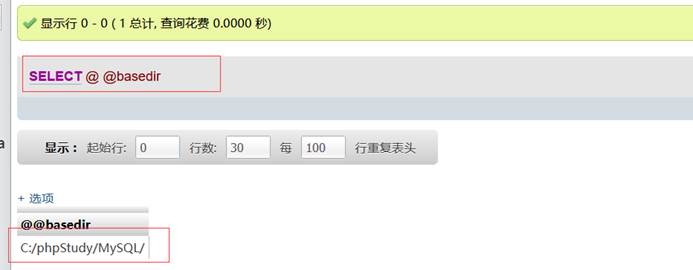 显示行 0 - 0 ( 1 总计, 查询花费 0.0000 秒)
SELECT @ @basedir
显示： 起始行: 0 行数: 30 每 100 行重复表头
a
+ 选项
@@basedir
C:/phpStudy/MySQL/